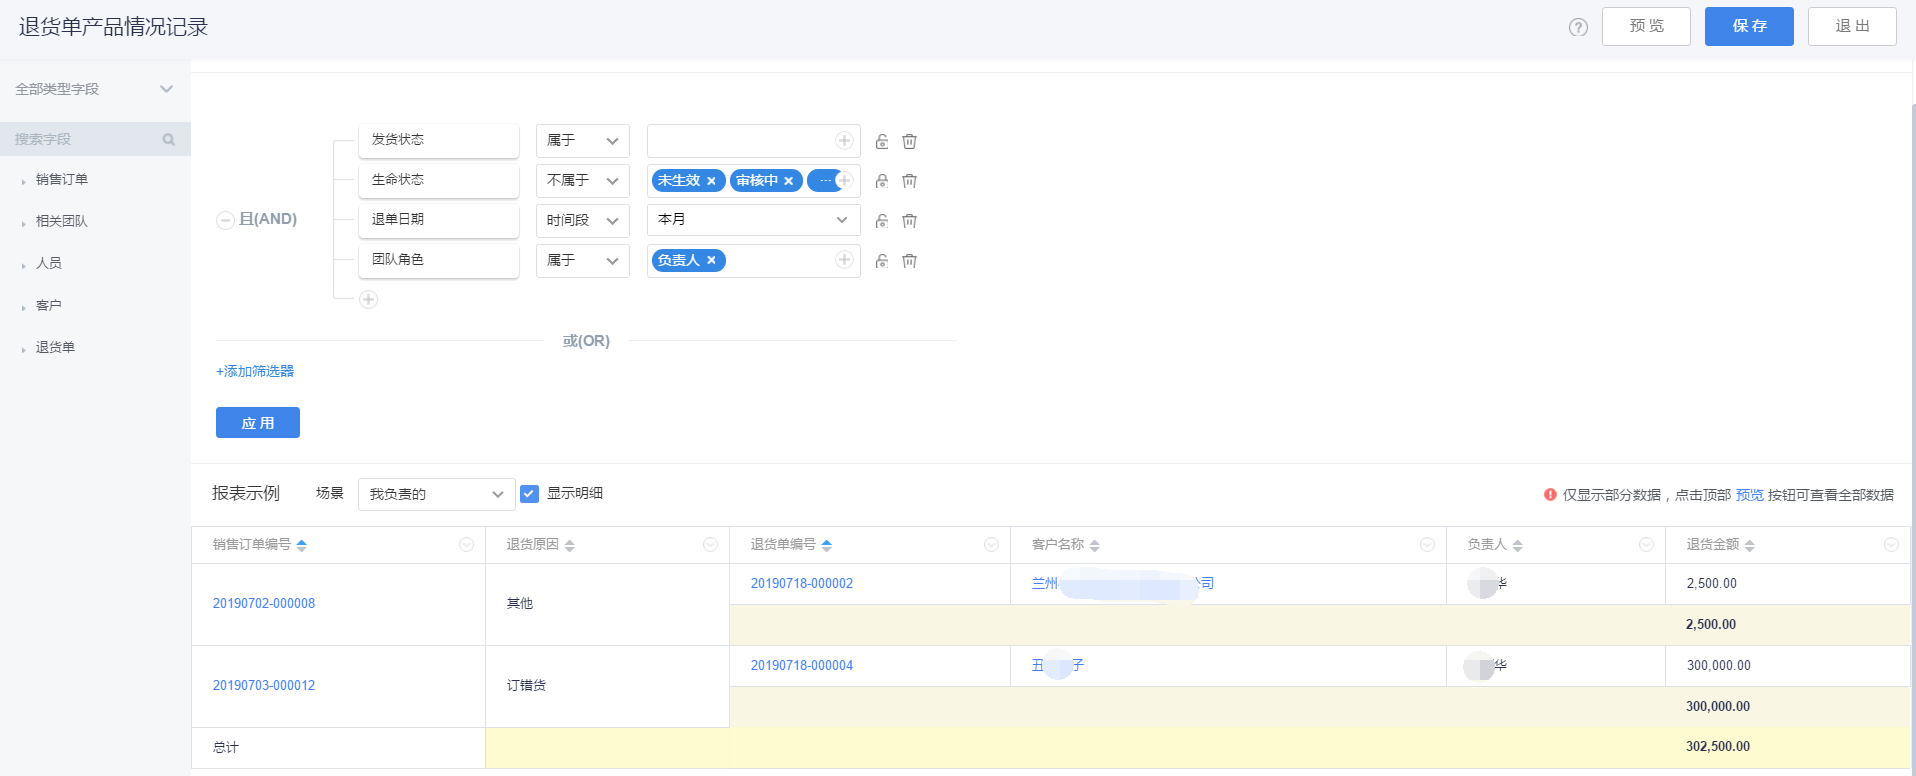 退货单产品情况记录
预 览
保 存
退 出
全部类型字段
搜索字段
销售订单
相关团队
人员
客户
退货单
且(AND)
发货状态 属于
生命状态 不属于 未生效 × 审核中 × ...
退单日期 时间段 本月
团队角色 属于 负责人 ×
或(OR)
+添加筛选器
应 用
报表示例 场景 我负责的 显示明细 仅显示部分数据，点击顶部 预览 按钮可查看全部数据
销售订单编号 退货原因 退货单编号 客户名称 负责人 退货金额
20190702-000008 其他 20190718-000002 兰州 公司 华 2,500.00
2,500.00
20190703-000012 订错货 20190718-000004 丑 子 华 300,000.00
300,000.00
总计 302,500.00